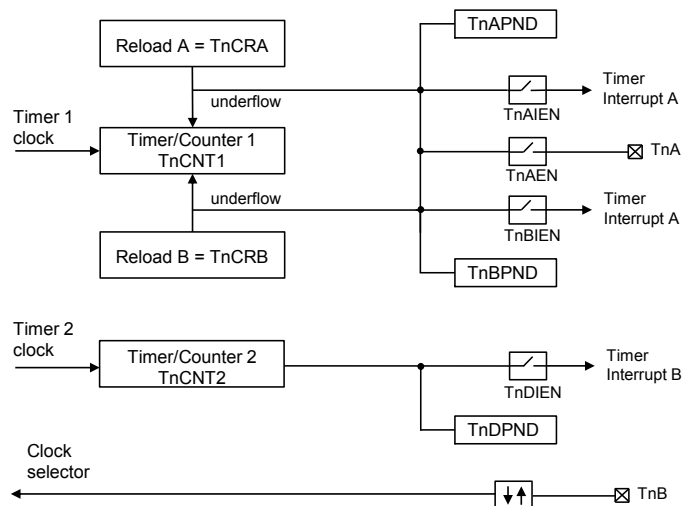 Reload A = TnCRA
TnAPND
underflow
TnAIEN
Timer
Interrupt A
Timer 1
clock
Timer/Counter 1
TnCNT1
TnAEN
TnA
underflow
TnBIEN
Timer
Interrupt A
Reload B = TnCRB
TnBPND
Timer 2
clock
Timer/Counter 2
TnCNT2
TnDIEN
Timer
Interrupt B
TnDPND
Clock
selector
TnB